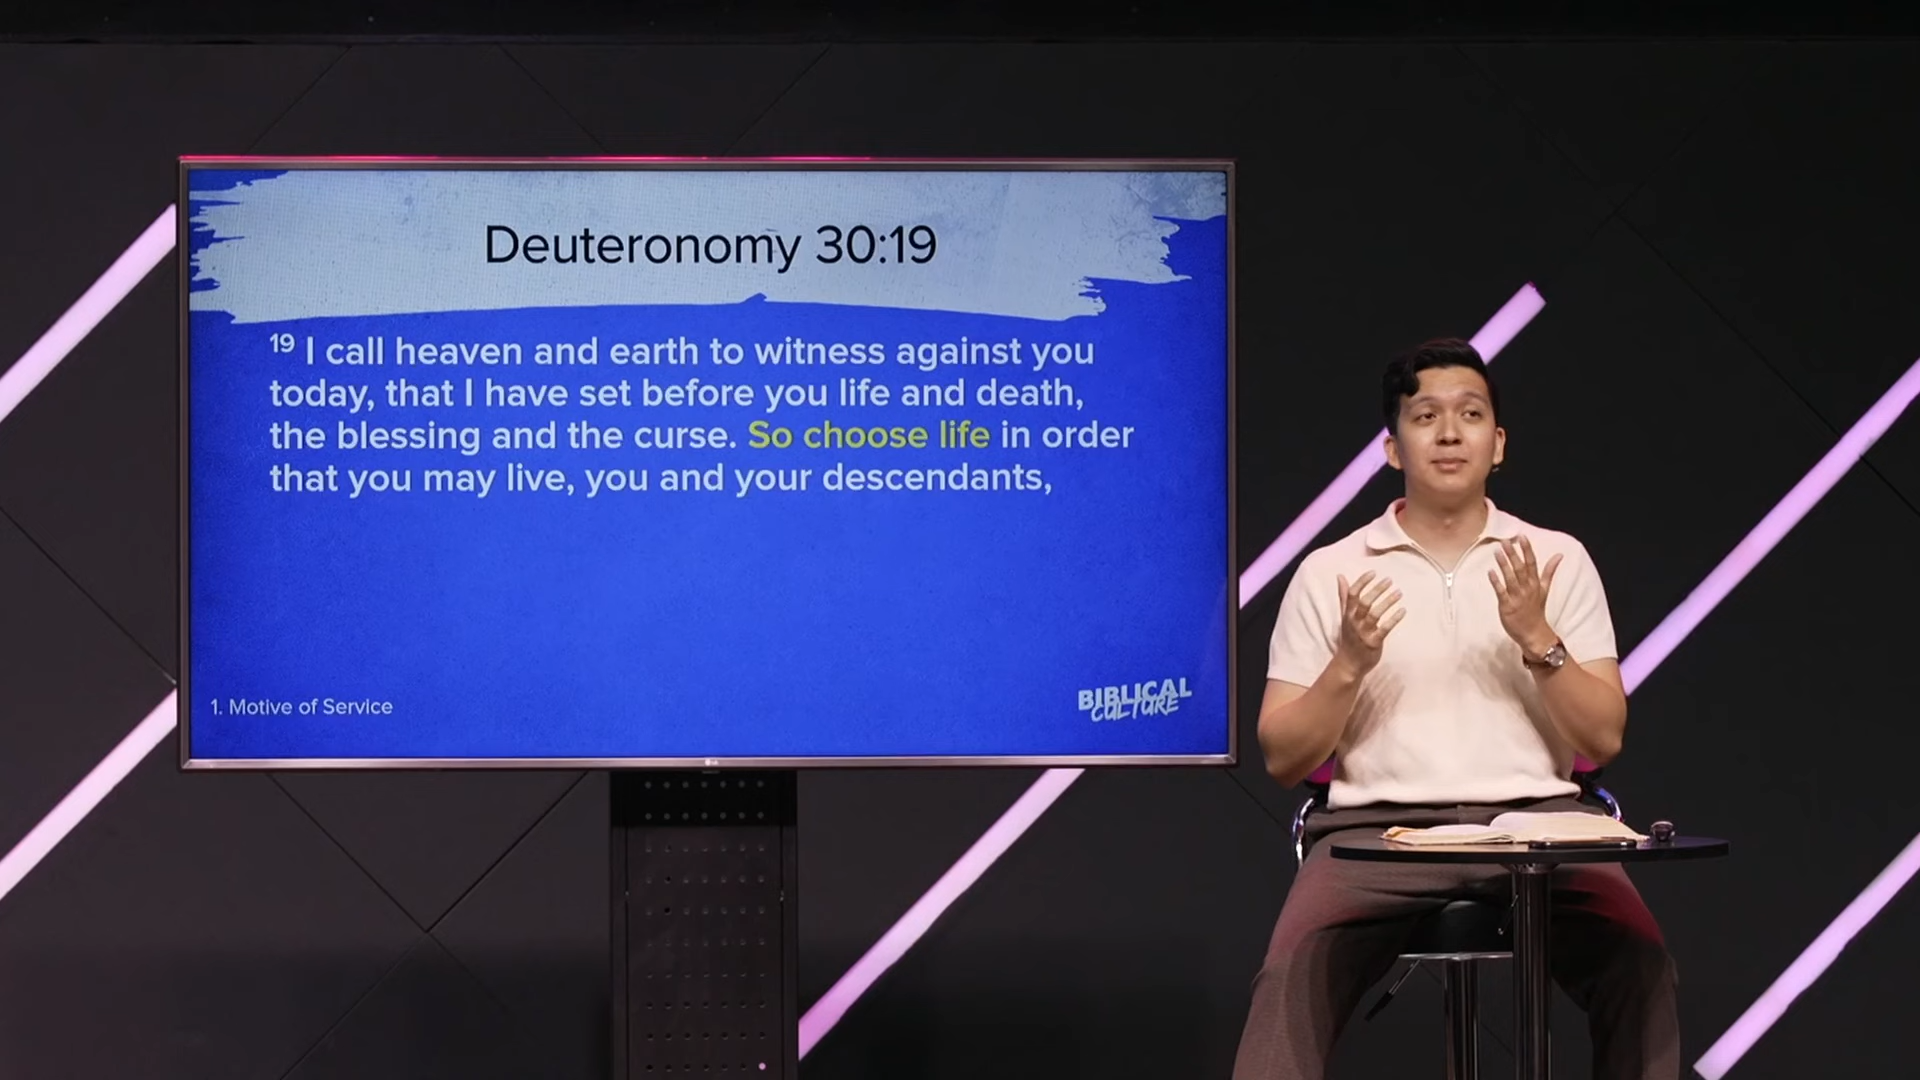 Deuteronomy 30:19
19 I call heaven and earth to witness against you
today, that I have set before you life and death,
the blessing and the curse. So choose life in order
that you may live, you and your descendants,
1. Motive of Service
BIBLICAL
CULTURE
LG